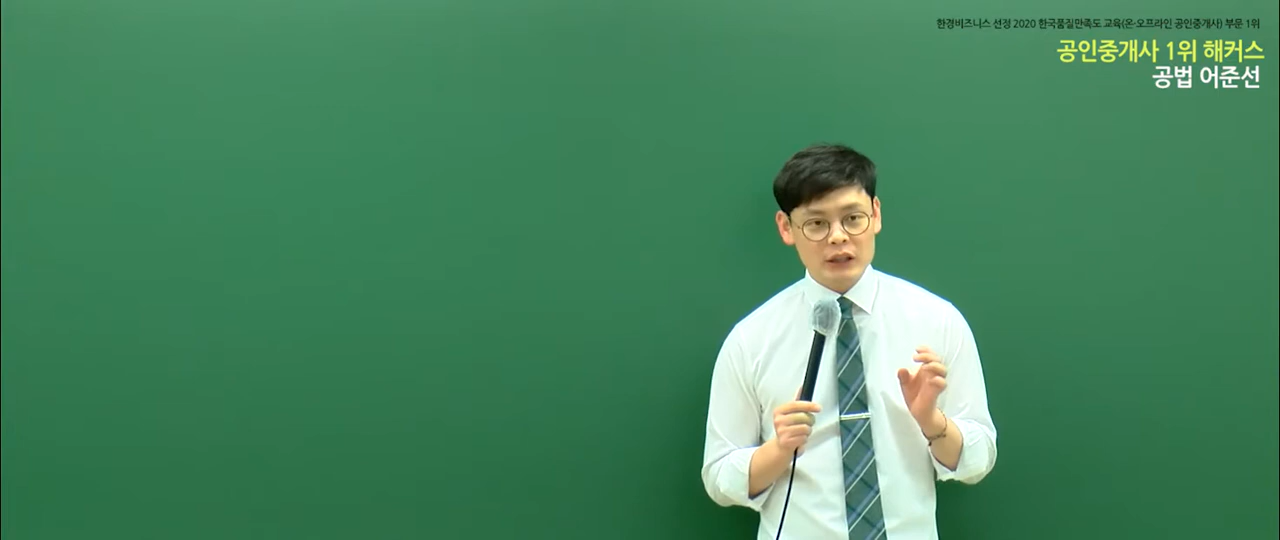 한경비즈니스 선정 2020 한국품질만족도 교육(온·오프라인 공인중개사) 부문 1위
공인중개사 1위 해커스
공법 어준선